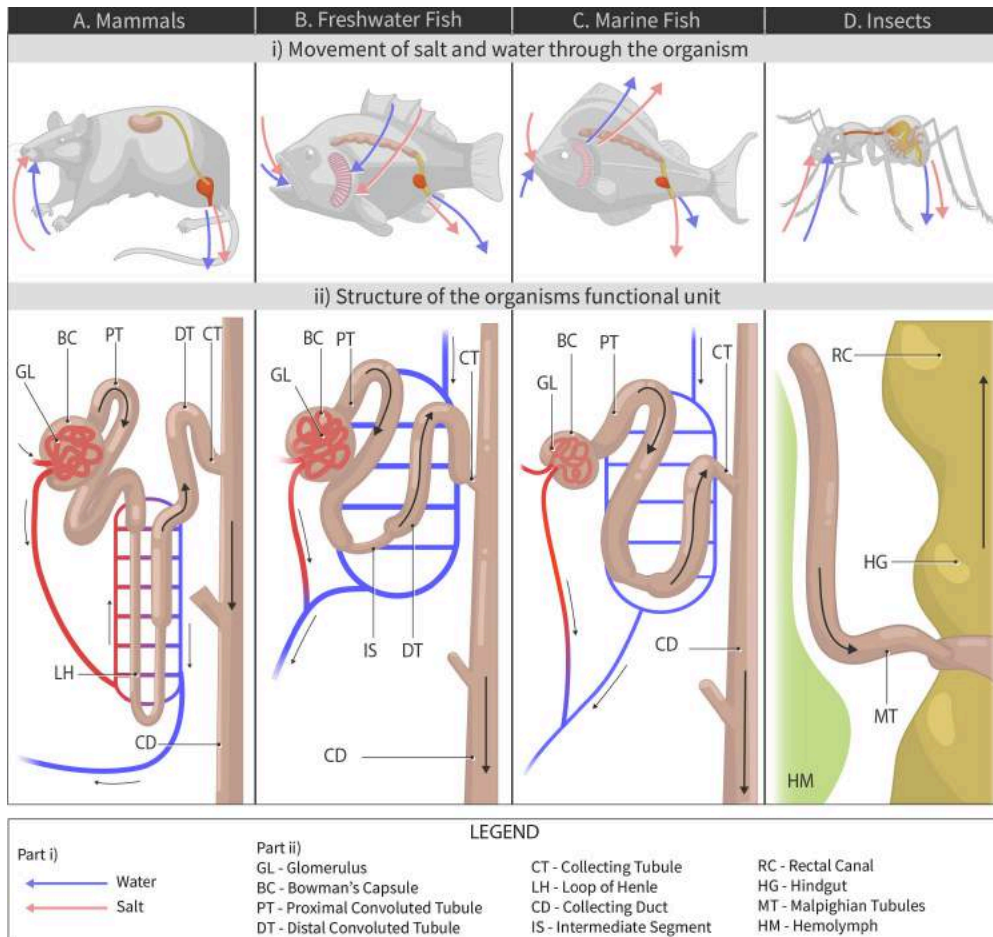 A. Mammals
B. Freshwater Fish
C. Marine Fish
D. Insects
i) Movement of salt and water through the organism
ii) Structure of the organisms functional unit
GL
BC
PT
DT
CT
LH
CD
GL
BC
PT
CT
IS
DT
CD
GL
BC
PT
CT
CD
RC
HG
MT
HM
LEGEND
Part i)
Water
Salt
Part ii)
GL - Glomerulus
BC - Bowman's Capsule
PT - Proximal Convoluted Tubule
DT - Distal Convoluted Tubule
CT - Collecting Tubule
LH - Loop of Henle
CD - Collecting Duct
IS - Intermediate Segment
RC - Rectal Canal
HG - Hindgut
MT - Malpighian Tubules
HM - Hemolymph